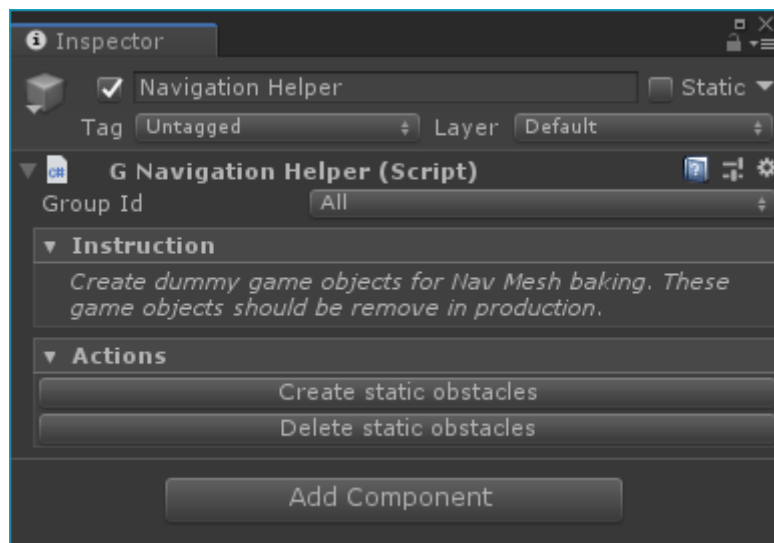 Inspector
Navigation Helper Static
Tag Untagged Layer Default
G Navigation Helper (Script)
Group Id All
Instruction
Create dummy game objects for Nav Mesh baking. These
game objects should be remove in production.
Actions
Create static obstacles
Delete static obstacles
Add Component